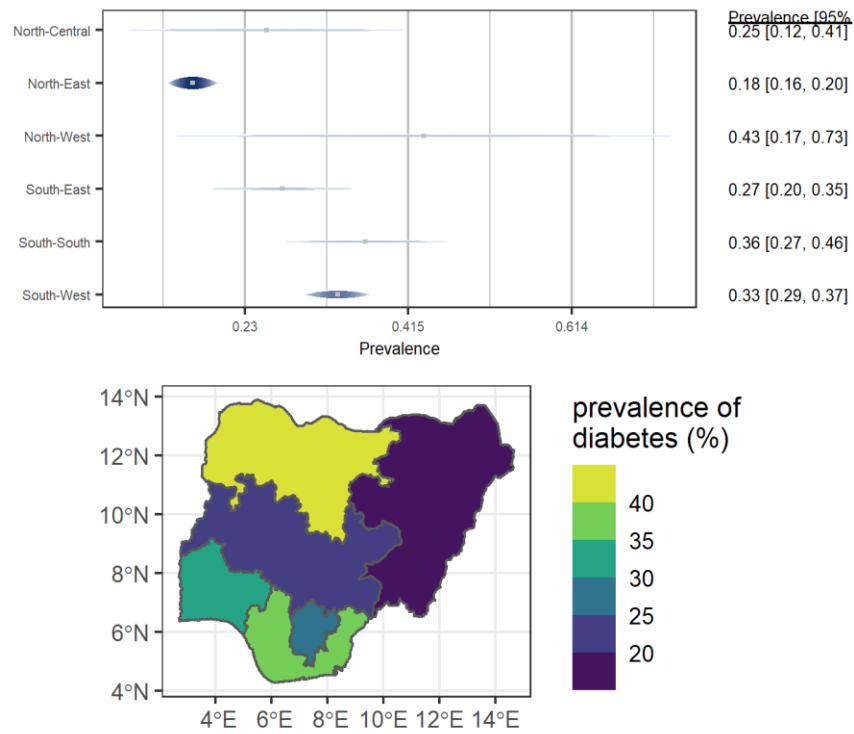 Prevalence [95%
North-Central 0.25 [0.12, 0.41]
North-East 0.18 [0.16, 0.20]
North-West 0.43 [0.17, 0.73]
South-East 0.27 [0.20, 0.35]
South-South 0.36 [0.27, 0.46]
South-West 0.33 [0.29, 0.37]
0.23 0.415 0.614
Prevalence
14°N
12°N
10°N
8°N
6°N
4°N
4°E 6°E 8°E 10°E 12°E 14°E
prevalence of
diabetes (%)
40
35
30
25
20